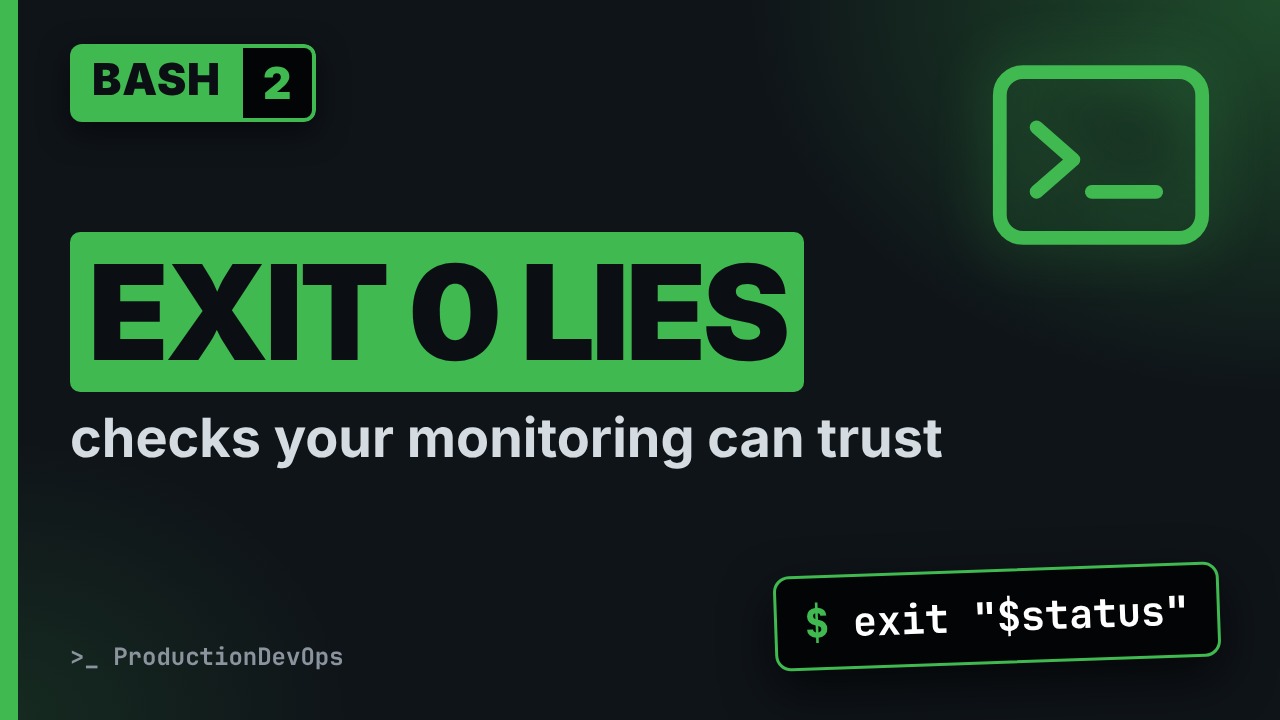 BASH 2
EXIT 0 LIES
checks your monitoring can trust
$ exit "$status"
>_ ProductionDevOps